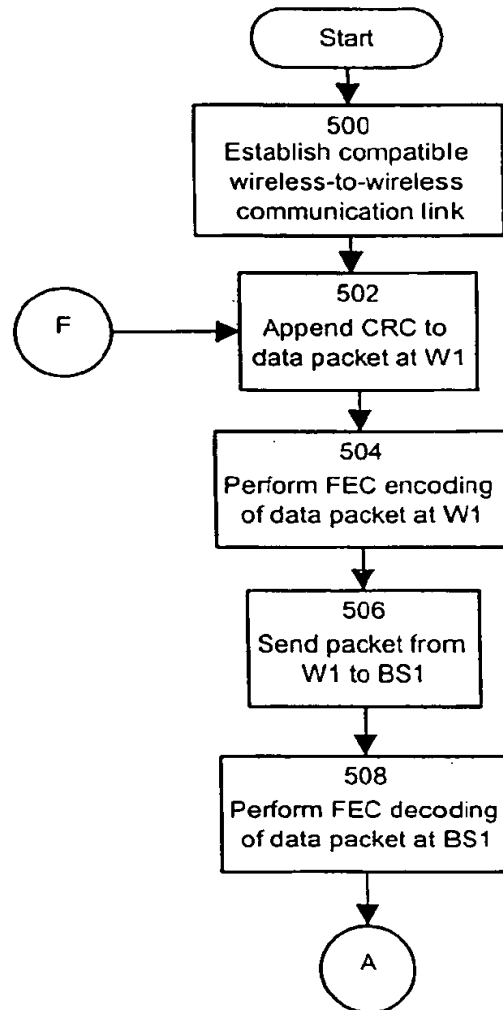 Start
500
Establish compatible
wireless-to-wireless
communication link
F
502
Append CRC to
data packet at W1
504
Perform FEC encoding
of data packet at W1
506
Send packet from
W1 to BS1
508
Perform FEC decoding
of data packet at BS1
A